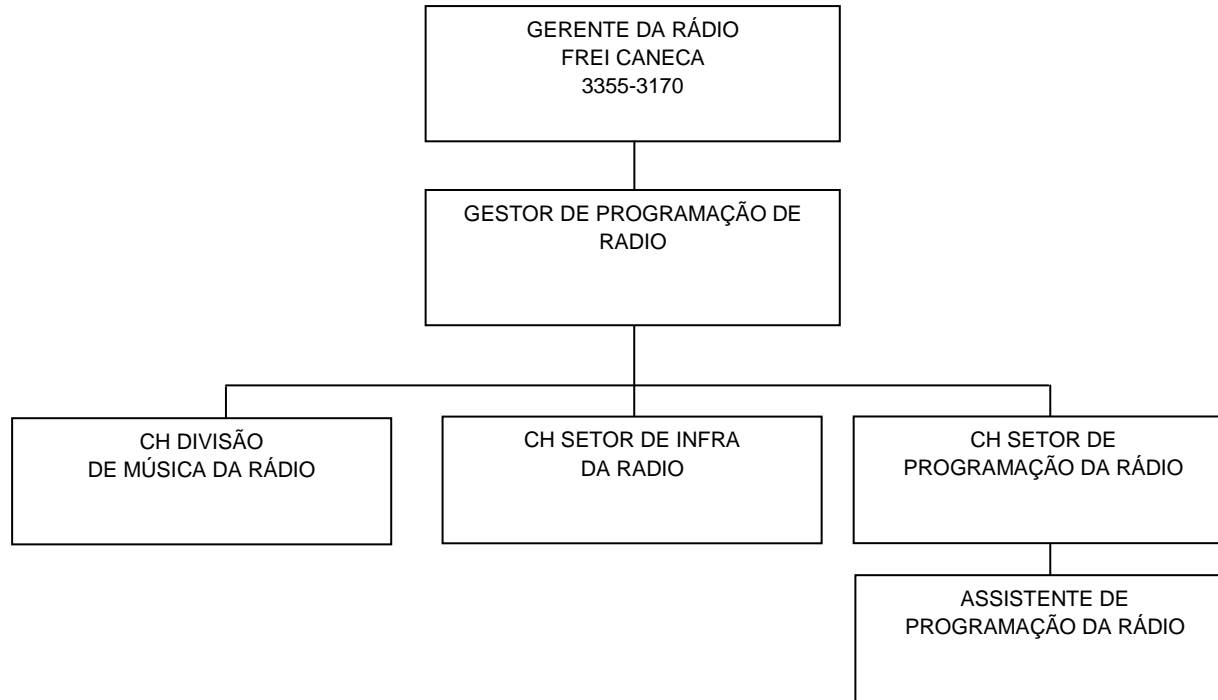 GERENTE DA RÁDIO
FREI CANECA
3355-3170
GESTOR DE PROGRAMAÇÃO DE
RADIO
CH DIVISÃO
DE MÚSICA DA RÁDIO
CH SETOR DE INFRA
DA RADIO
CH SETOR DE
PROGRAMAÇÃO DA RÁDIO
ASSISTENTE DE
PROGRAMAÇÃO DA RÁDIO